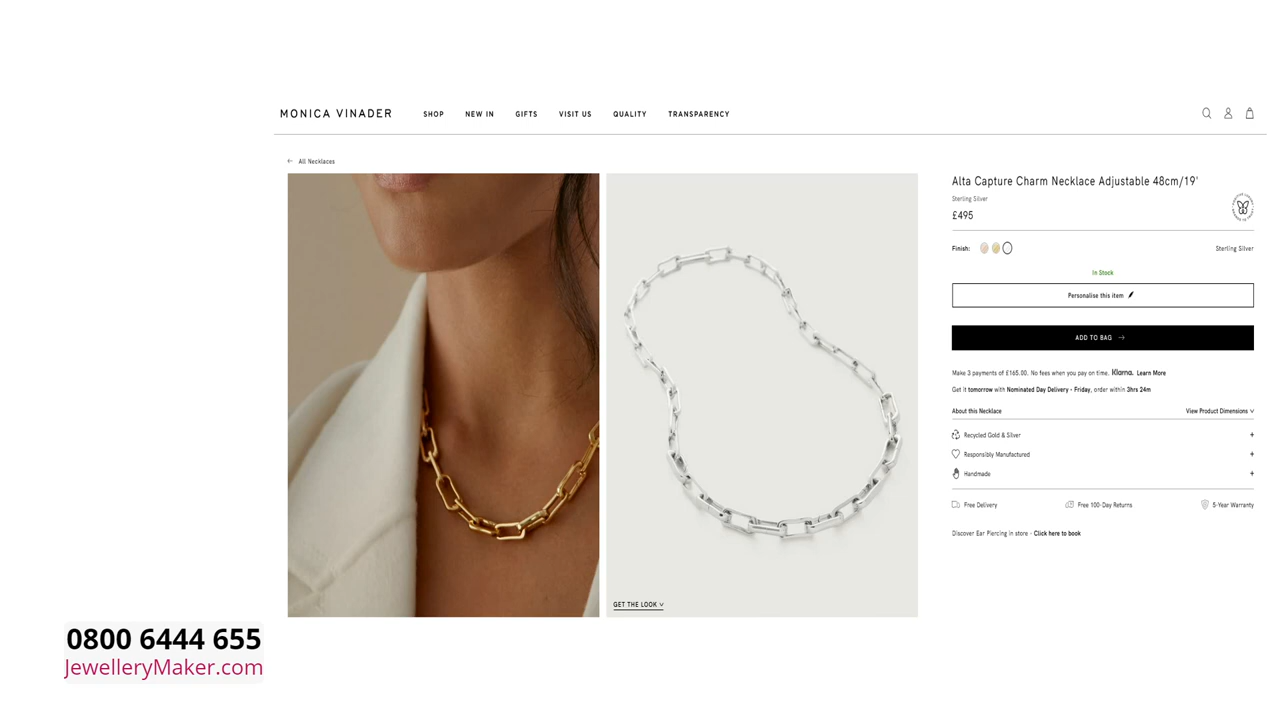 MONICA VINADER
SHOP NEW IN GIFTS VISIT US QUALITY TRANSPARENCY
← All Necklaces
Alta Capture Charm Necklace Adjustable 48cm/19'
Sterling Silver
£495
Finish: Sterling Silver
In Stock
Personalise this item
ADD TO BAG →
Make 3 payments of £165.00. No fees when you pay on time. Klarna. Learn More
Get it tomorrow with Nominated Day Delivery - Friday, order within 3hrs 24m
About this Necklace View Product Dimensions
Recycled Gold & Silver +
Responsibly Manufactured +
Handmade +
Free Delivery Free 100-Day Returns 5-Year Warranty
Discover Ear Piercing in store - Click here to book
GET THE LOOK
0800 6444 655
JewelleryMaker.com